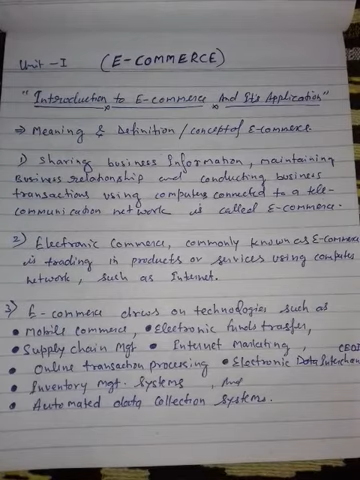 Unit-I (E-COMMERCE)
"Introduction to E-commerce And It's Application"
⇒ Meaning & Definition/concept of E-commerce.
1) Sharing business Information, maintaining
Business relationship and conducting business
transactions using computers connected to a tele-
communication network is called E-commerce.
2) Electronic Commerce, commonly known as E-commerce
is trading in products or services using computer
network, such as Internet.
3) E-commerce draws on technologies such as
• Mobile commerce, • Electronic funds trasfer,
• Supply chain Mgt • Internet Marketing,
• Online transaction processing • Electronic Data Interchan
• Inventory mgt. Systems, And
• Automated data collection systems.